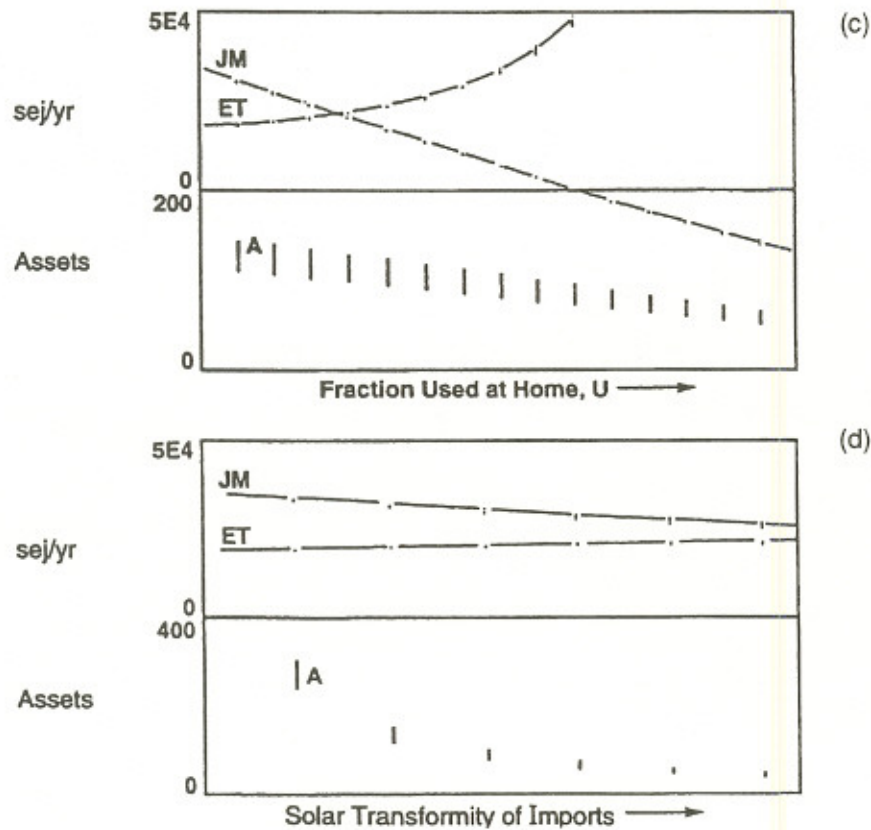 (c)
5E4
JM
sej/yr
ET
0
200
Assets
A
0
Fraction Used at Home, U
(d)
5E4
JM
sej/yr
ET
0
400
Assets
A
0
Solar Transformity of Imports